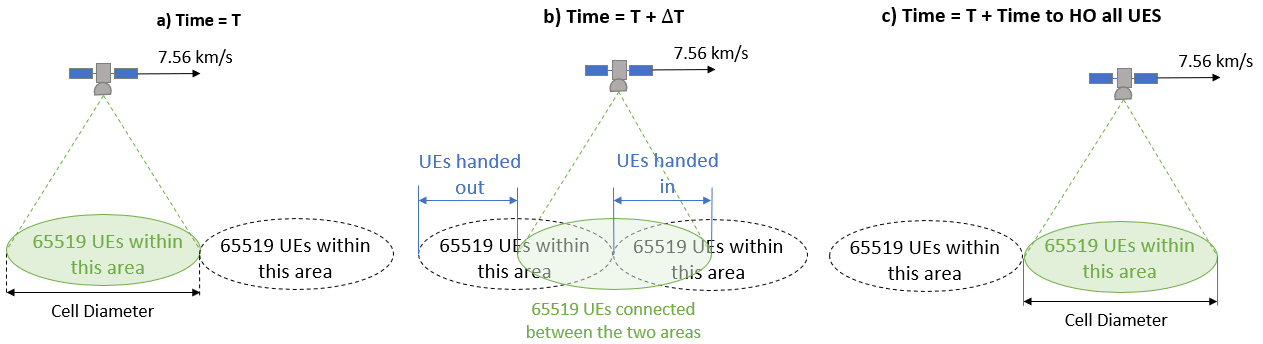 a) Time = T
7.56 km/s
65519 UEs within
this area
65519 UEs within
this area
Cell Diameter
b) Time = T + ΔT
7.56 km/s
UEs handed
out
UEs handed
in
65519 UEs within
this area
65519 UEs within
this area
65519 UEs connected
between the two areas
c) Time = T + Time to HO all UES
7.56 km/s
65519 UEs within
this area
65519 UEs within
this area
Cell Diameter